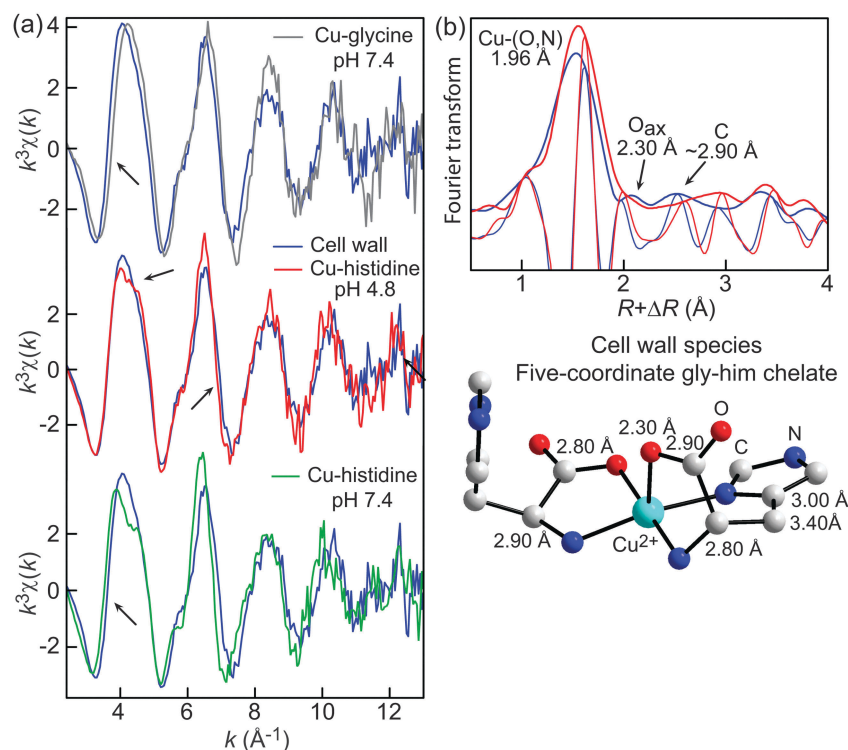 (a)
Cu-glycine
pH 7.4
k³χ(k)
4
2
0
-2
Cell wall
Cu-histidine
pH 4.8
k³χ(k)
2
0
-2
Cu-histidine
pH 7.4
k³χ(k)
2
0
-2
4 6 8 10 12
k (Å⁻¹)
(b)
Cu-(O,N)
1.96 Å
Oax
2.30 Å
C
~2.90 Å
Fourier transform
1 2 3 4
R+ΔR (Å)
Cell wall species
Five-coordinate gly-him chelate
O
2.80 Å
2.30 Å
2.90
C
N
3.00 Å
3.40Å
2.90 Å
Cu²⁺
2.80 Å